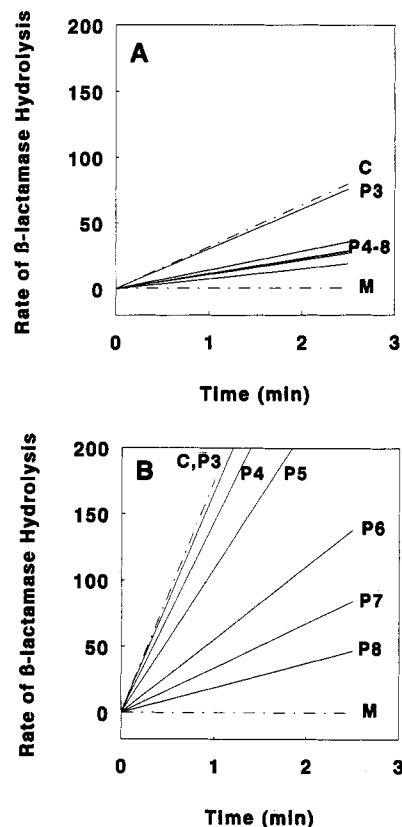 A
200
150
100
50
0
C
P3
P4-8
M
0 1 2 3
Rate of ß-lactamase Hydrolysis
Time (min)
B
200
150
100
50
0
C,P3
P4
P5
P6
P7
P8
M
0 1 2 3
Rate of ß-lactamase Hydrolysis
Time (min)